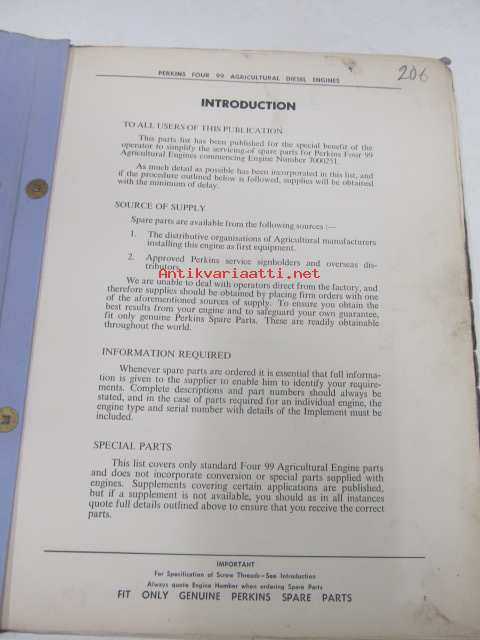 PERKINS FOUR 99 AGRICULTURAL DIESEL ENGINES
206
INTRODUCTION
TO ALL USERS OF THIS PUBLICATION
This parts list has been published for the special benefit of the
operator to simplify the servicing of spare parts for Perkins Four 99
Agricultural Engines commencing Engine Number 7000251.
As much detail as possible has been incorporated in this list, and
if the procedure outlined below is followed, supplies will be obtained
with the minimum of delay.
SOURCE OF SUPPLY
Spare parts are available from the following sources :—
1. The distributive organisations of Agricultural manufacturers
installing this engine as first equipment.
2. Approved Perkins service signholders and overseas dis-
tributors.
Antikvariaatti.net
We are unable to deal with operators direct from the factory, and
therefore supplies should be obtained by placing firm orders with one
of the aforementioned sources of supply. To ensure you obtain the
best results from your engine and to safeguard your own guarantee,
fit only genuine Perkins Spare Parts. These are readily obtainable
throughout the world.
INFORMATION REQUIRED
Whenever spare parts are ordered it is essential that full informa-
tion is given to the supplier to enable him to identify your require-
ments. Complete descriptions and part numbers should always be
stated, and in the case of parts required for an individual engine, the
engine type and serial number with details of the Implement must be
included.
SPECIAL PARTS
This list covers only standard Four 99 Agricultural Engine parts
and does not incorporate conversion or special parts supplied with
engines. Supplements covering certain applications are published,
but if a supplement is not available, you should as in all instances
quote full details outlined above to ensure that you receive the correct
parts.
IMPORTANT
For Specification of Screw Threads—See Introduction
Always quote Engine Number when ordering Spare Parts
FIT ONLY GENUINE PERKINS SPARE PARTS